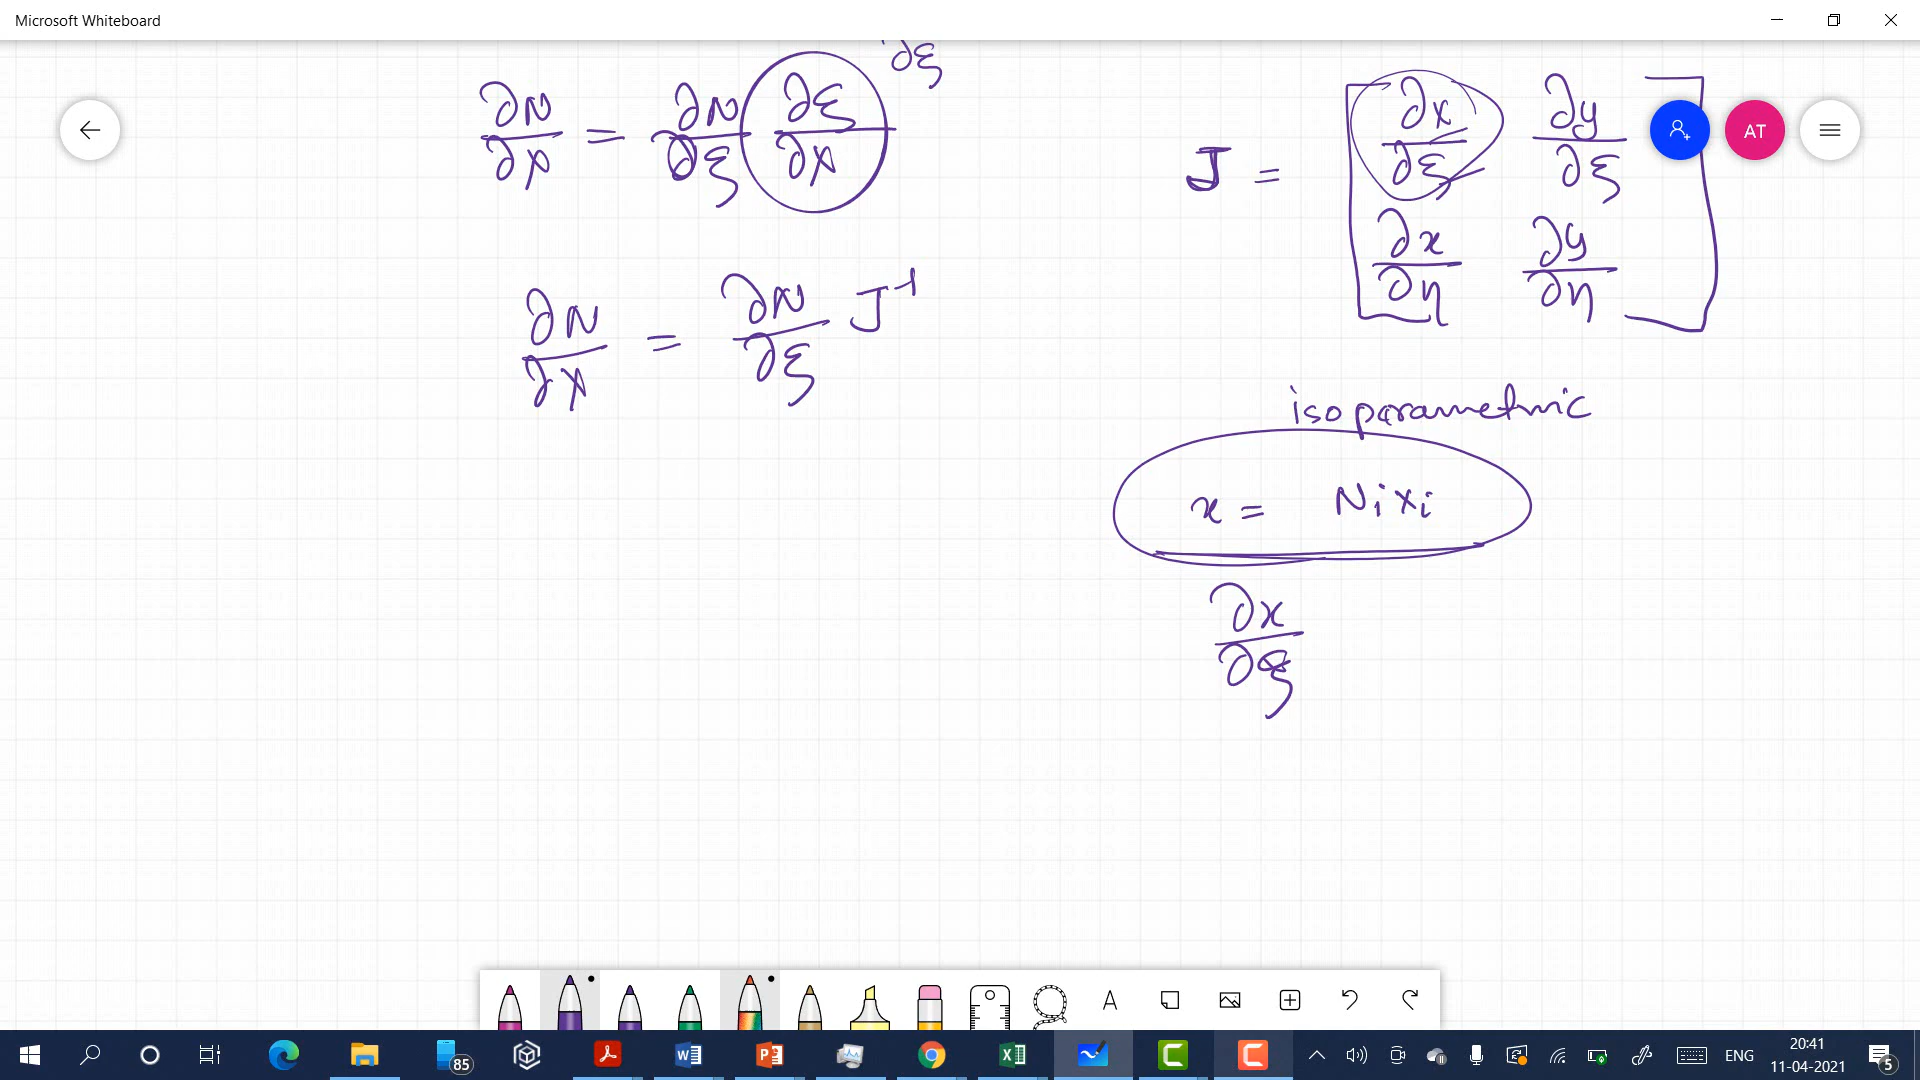 Microsoft Whiteboard
∂ξ
∂N/∂x = ∂N/∂ξ ∂ξ/∂x
∂N/∂x = ∂N/∂ξ J⁻¹
J = [ ∂x/∂ξ ∂y/∂ξ
∂x/∂η ∂y/∂η ]
AT
isoparametric
x = Nixi
∂x/∂ξ
A
85
ENG
20:41
11-04-2021
5